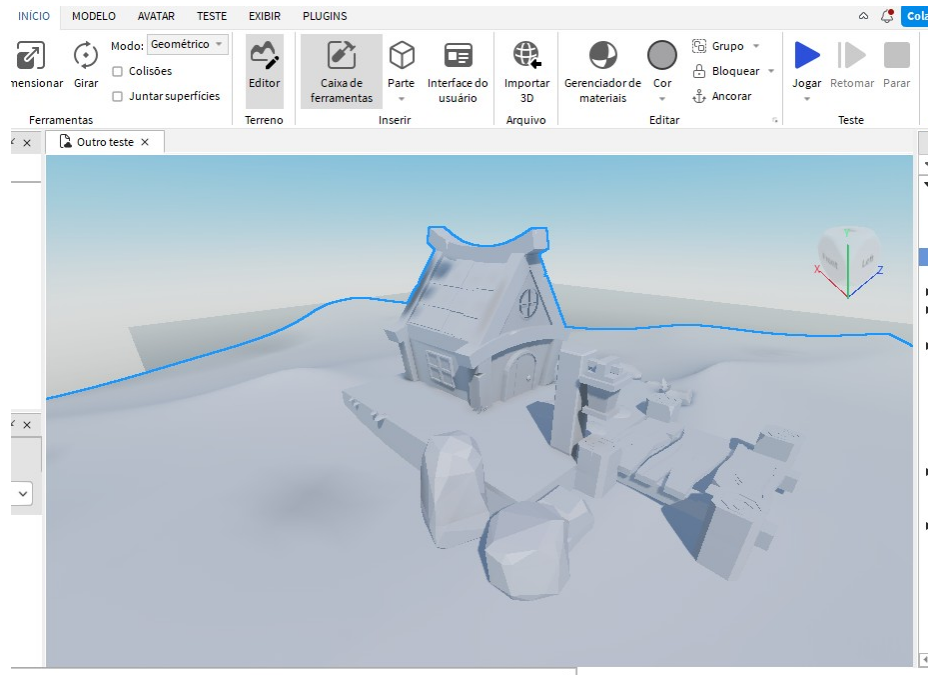 INÍCIO MODELO AVATAR TESTE EXIBIR PLUGINS
Modo: Geométrico
Colisões
Juntar superfícies
Girar
Ferramentas
Editor
Terreno
Caixa de
ferramentas
Parte
Interface do
usuário
Inserir
Importar
3D
Arquivo
Gerenciador de
materiais
Cor
Grupo
Bloquear
Ancorar
Editar
Jogar Retomar Parar
Teste
Outro teste
Y
X
Z
Left